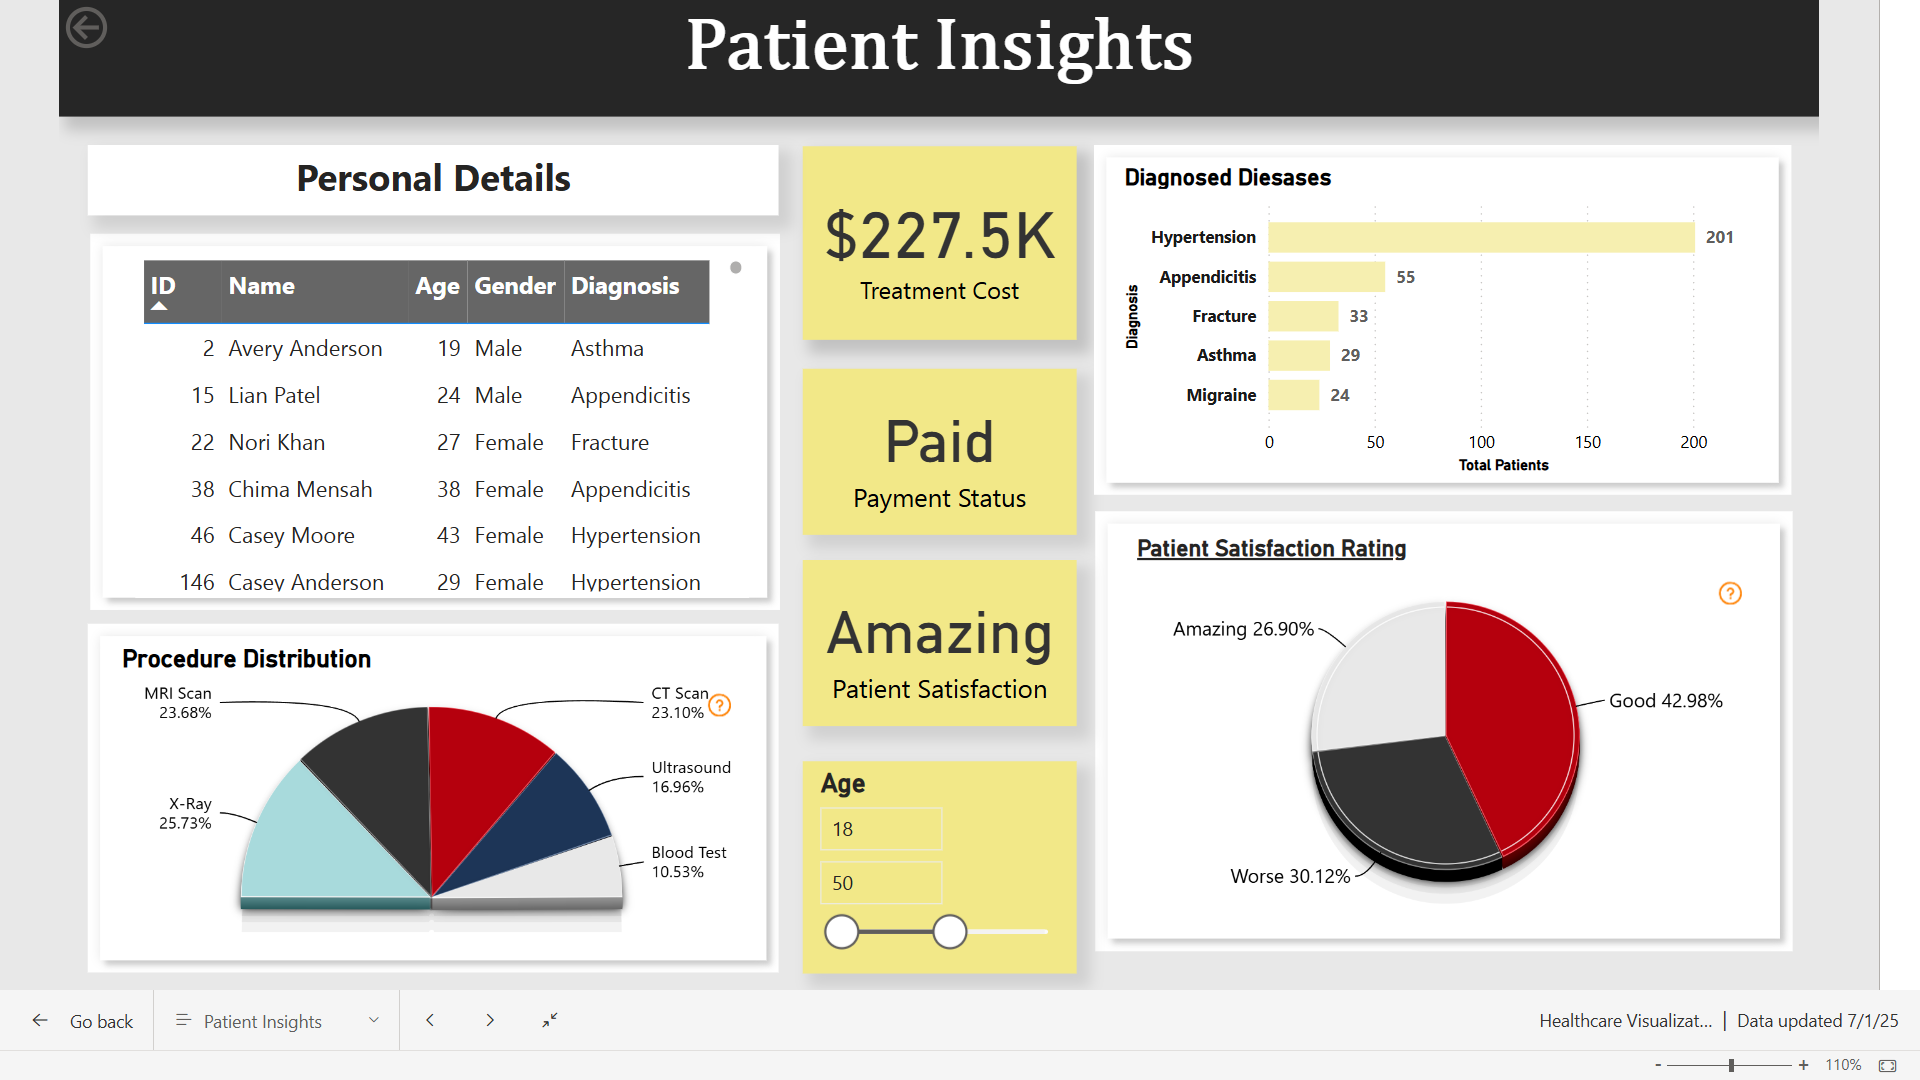 Patient Insights
Personal Details
ID Name Age Gender Diagnosis
2 Avery Anderson 19 Male Asthma
15 Lian Patel 24 Male Appendicitis
22 Nori Khan 27 Female Fracture
38 Chima Mensah 38 Female Appendicitis
46 Casey Moore 43 Female Hypertension
146 Casey Anderson 29 Female Hypertension
Procedure Distribution
MRI Scan
23.68%
CT Scan
23.10%
?
Ultrasound
16.96%
X-Ray
25.73%
Blood Test
10.53%
$227.5K
Treatment Cost
Paid
Payment Status
Amazing
Patient Satisfaction
Age
18
50
Diagnosed Diesases
Diagnosis
Hypertension 201
Appendicitis 55
Fracture 33
Asthma 29
Migraine 24
0 50 100 150 200
Total Patients
Patient Satisfaction Rating
?
Amazing 26.90%
Good 42.98%
Worse 30.12%
Go back
Patient Insights
Healthcare Visualizat... | Data updated 7/1/25
- + 110%